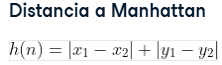 Distancia a Manhattan
h(n) = |x₁ − x₂| + |y₁ − y₂|